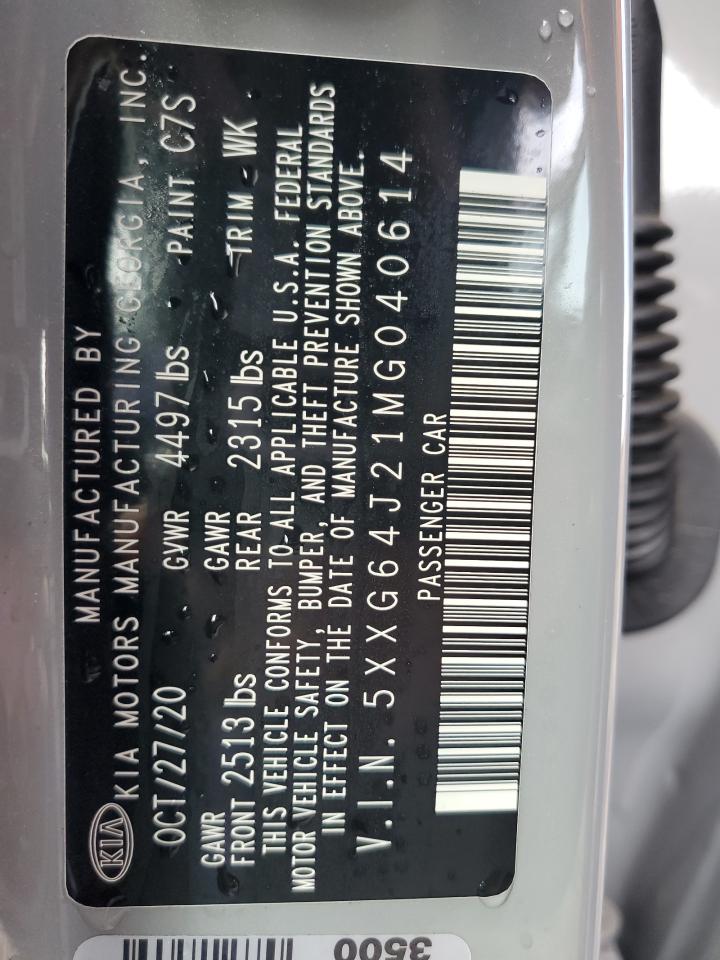 MANUFACTURED BY
KIA KIA MOTORS MANUFACTURING GEORGIA, INC.
OCT/27/20 GVWR 4497 lbs PAINT C7S
GAWR FRONT 2513 lbs GAWR REAR 2315 lbs TRIM WK
THIS VEHICLE CONFORMS TO ALL APPLICABLE U.S.A. FEDERAL
MOTOR VEHICLE SAFETY, BUMPER, AND THEFT PREVENTION STANDARDS
IN EFFECT ON THE DATE OF MANUFACTURE SHOWN ABOVE.
V.I.N. 5XXG64J21MG040614
PASSENGER CAR
3500